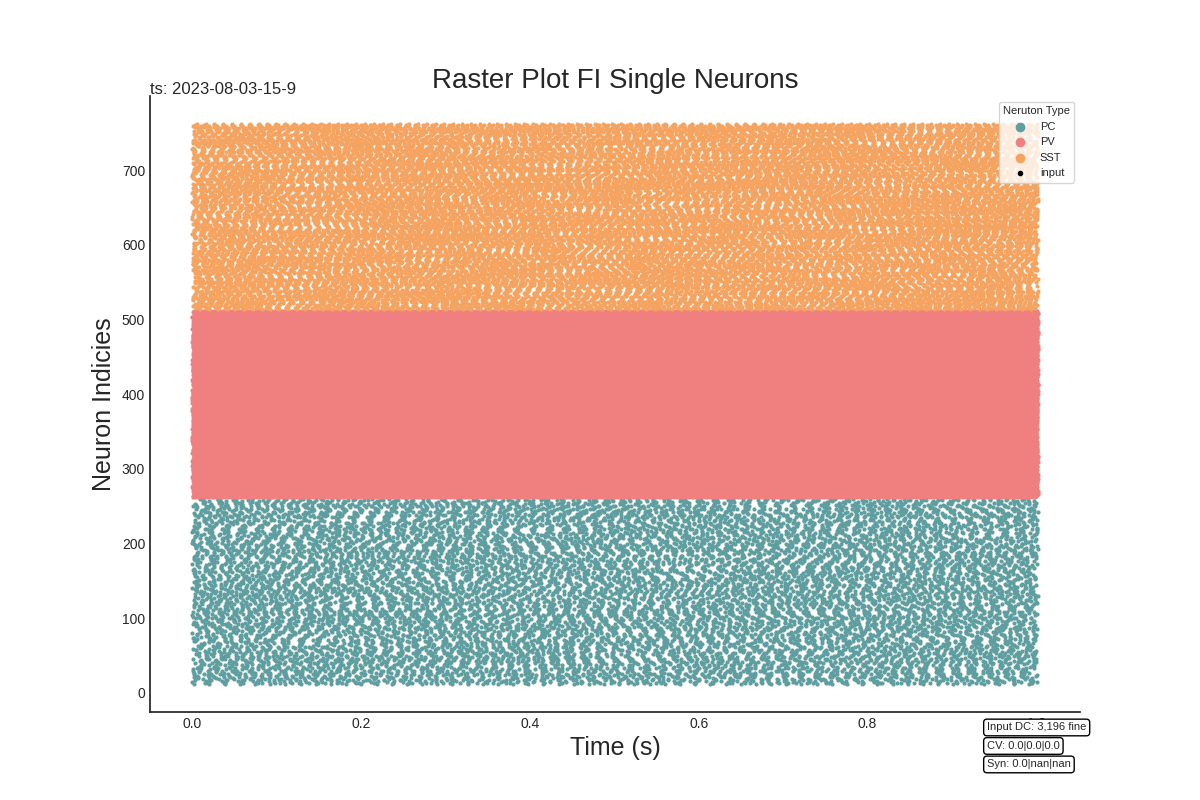 Raster Plot FI Single Neurons
ts: 2023-08-03-15-9
Neruton Type
PC
PV
SST
input
Neuron Indicies
700
600
500
400
300
200
100
0
0.0 0.2 0.4 0.6 0.8
Time (s)
Input DC: 3,196 fine
CV: 0.0|0.0|0.0
Syn: 0.0|nan|nan